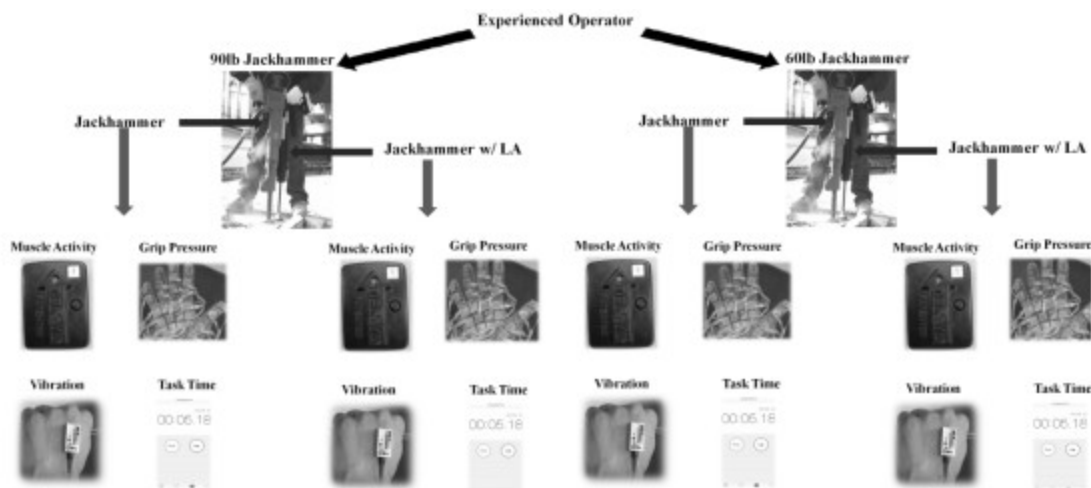 Experienced Operator
90lb Jackhammer
60lb Jackhammer
Jackhammer
Jackhammer
Jackhammer w/ LA
Jackhammer w/ LA
Muscle Activity
Grip Pressure
Muscle Activity
Grip Pressure
Muscle Activity
Grip Pressure
Muscle Activity
Grip Pressure
Vibration
Task Time
Vibration
Task Time
Vibration
Task Time
Vibration
Task Time
00:05.18
00:05.18
00:05.18
00:05.18